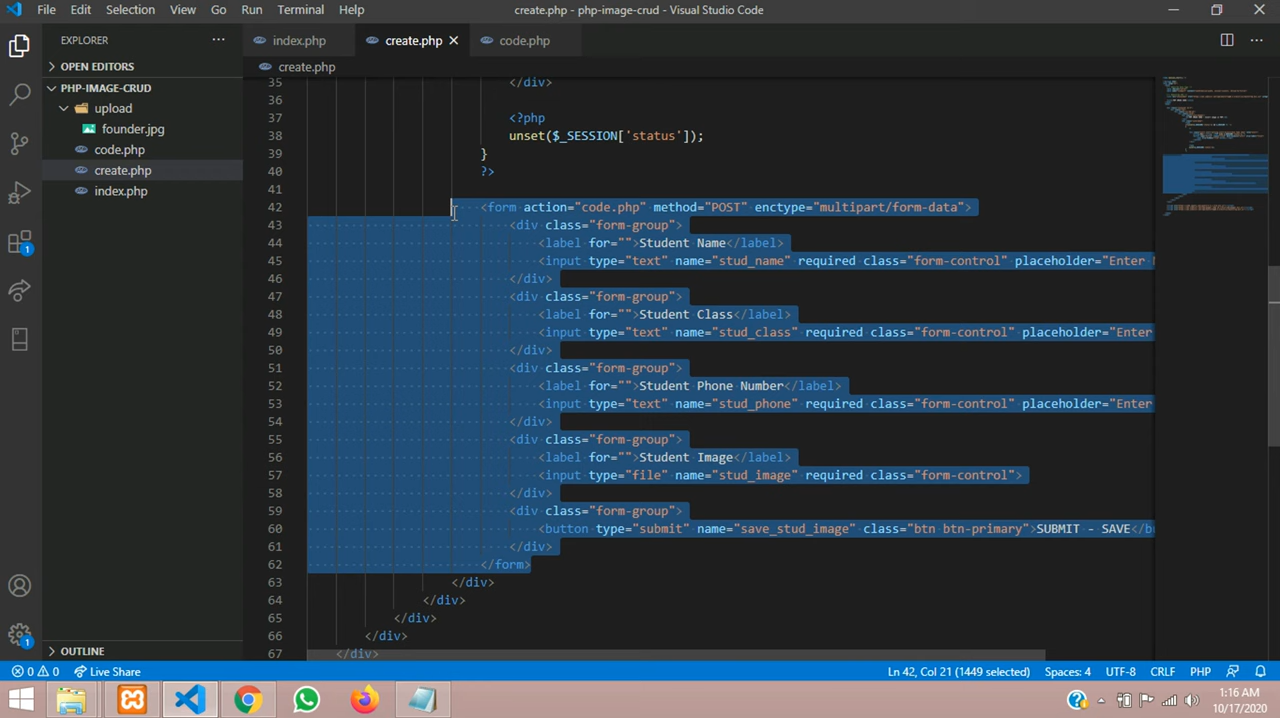 File Edit Selection View Go Run Terminal Help
create.php - php-image-crud - Visual Studio Code
EXPLORER
OPEN EDITORS
PHP-IMAGE-CRUD
upload
founder.jpg
code.php
create.php
index.php
OUTLINE
1
1
index.php create.php code.php
create.php
35 </div>
36
37 <?php
38 unset($_SESSION['status']);
39 }
40 ?>
41
42 <form action="code.php" method="POST" enctype="multipart/form-data">
43 <div class="form-group">
44 <label for="">Student Name</label>
45 <input type="text" name="stud_name" required class="form-control" placeholder="Enter
46 </div>
47 <div class="form-group">
48 <label for="">Student Class</label>
49 <input type="text" name="stud_class" required class="form-control" placeholder="Enter
50 </div>
51 <div class="form-group">
52 <label for="">Student Phone Number</label>
53 <input type="text" name="stud_phone" required class="form-control" placeholder="Enter
54 </div>
55 <div class="form-group">
56 <label for="">Student Image</label>
57 <input type="file" name="stud_image" required class="form-control">
58 </div>
59 <div class="form-group">
60 <button type="submit" name="save_stud_image" class="btn btn-primary">SUBMIT - SAVE</b
61 </div>
62 </form>
63 </div>
64 </div>
65 </div>
66 </div>
67 </div>
0 0 Live Share Ln 42, Col 21 (1449 selected) Spaces: 4 UTF-8 CRLF PHP
1:16 AM
10/17/2020